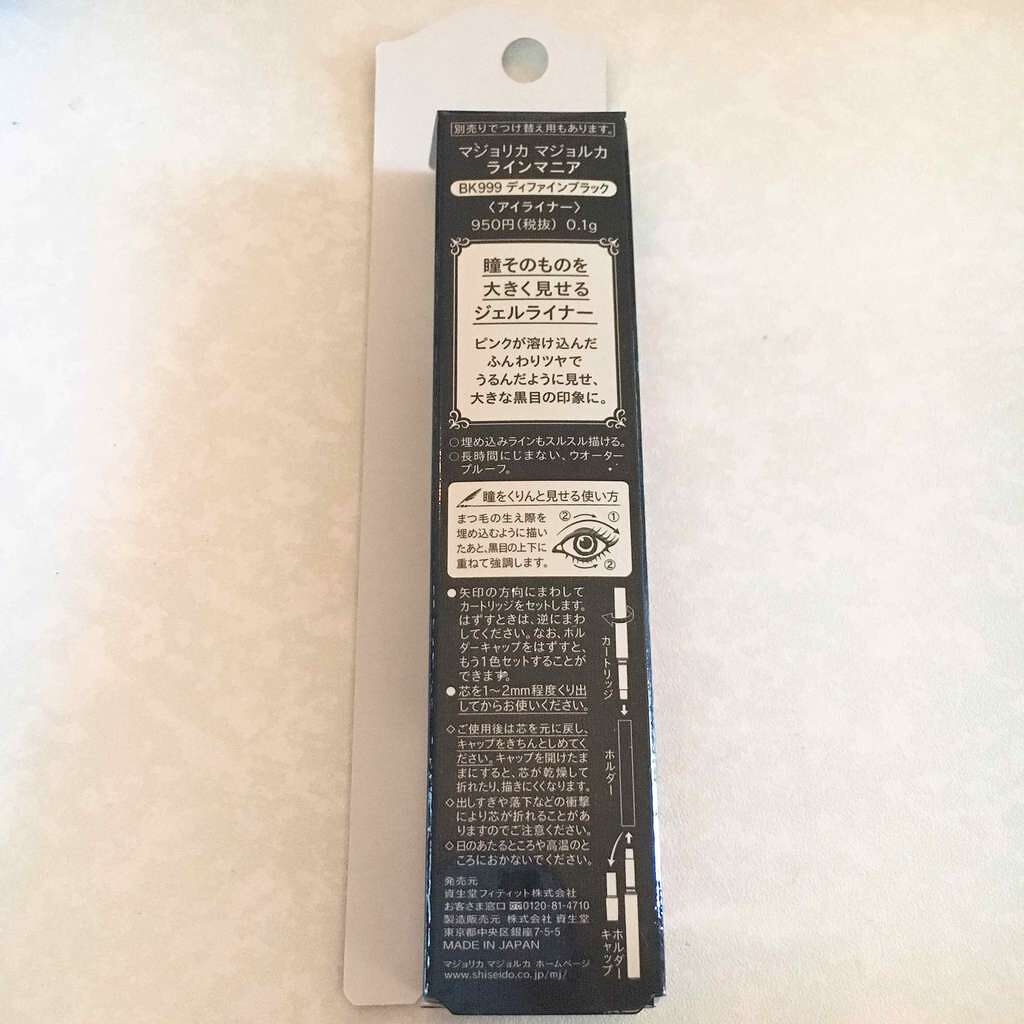 別売りでつけ替え用もあります。
マジョリカ マジョルカ
ラインマニア
BK999 ディファインブラック
〈アイライナー〉
950円(税抜) 0.1g
瞳そのものを
大きく見せる
ジェルライナー
ピンクが溶け込んだ
ふんわりツヤで
うるんだように見せ、
大きな黒目の印象に。
○埋め込みラインもスルスル描ける。
○長時間にじまない、ウオーター
プルーフ。
瞳をくりんと見せる使い方
まつ毛の生え際を
埋め込むように描い
たあと、黒目の上下に
重ねて強調します。
② ①
②
●矢印の方向にまわして
カートリッジをセットします。
はずすときは、逆にまわ
してください。なお、ホル
ダーキャップをはずすと、
もう1色セットすることが
できます。
●芯を1〜2mm程度くり出
してからお使いください。
◇ご使用後は芯を元に戻し、
キャップをきちんとしめてく
ださい。キャップを開けたま
まにすると、芯が乾燥して
折れたり、描きにくくなります。
◇出しすぎや落下などの衝撃
により芯が折れることがあ
りますのでご注意ください。
◇日のあたるところや高温のと
ころにおかないでください。
カートリッジ
ホルダー
ホルダー
キャップ
発売元
資生堂フィティット株式会社
お客さま窓口 0120-81-4710
製造販売元 株式会社 資生堂
東京都中央区銀座7-5-5
MADE IN JAPAN
マジョリカ マジョルカ ホームページ
www.shiseido.co.jp/mj/